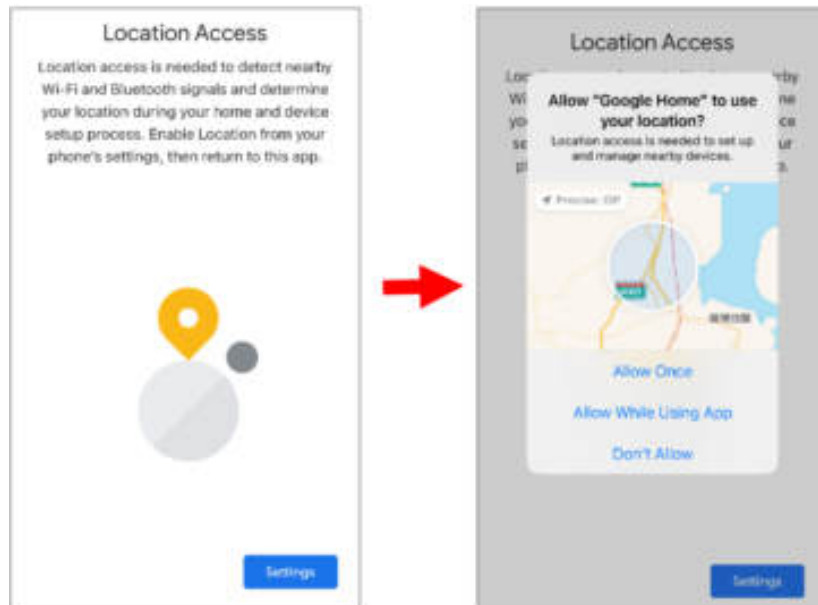 Location Access
Location access is needed to detect nearby
Wi-Fi and Bluetooth signals and determine
your location during your home and device
setup process. Enable Location from your
phone's settings, then return to this app.
Settings
Location Access
Allow "Google Home" to use
your location?
Location access is needed to set up
and manage nearby devices.
Precise: Off
Allow Once
Allow While Using App
Don't Allow
Settings